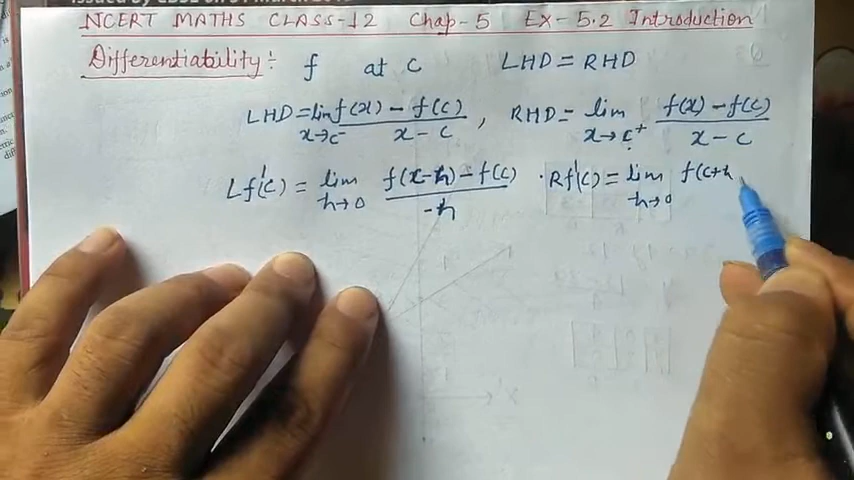 NCERT MATHS CLASS-12 Chap-5 Ex-5.2 Introduction
Differentiability:- f at c LHD = RHD
LHD = lim x→c⁻ f(x) - f(c) / x - c , RHD = lim x→c⁺ f(x) - f(c) / x - c
Lf'(c) = lim h→0 f(c-h) - f(c) / -h . Rf'(c) = lim h→0 f(c+h